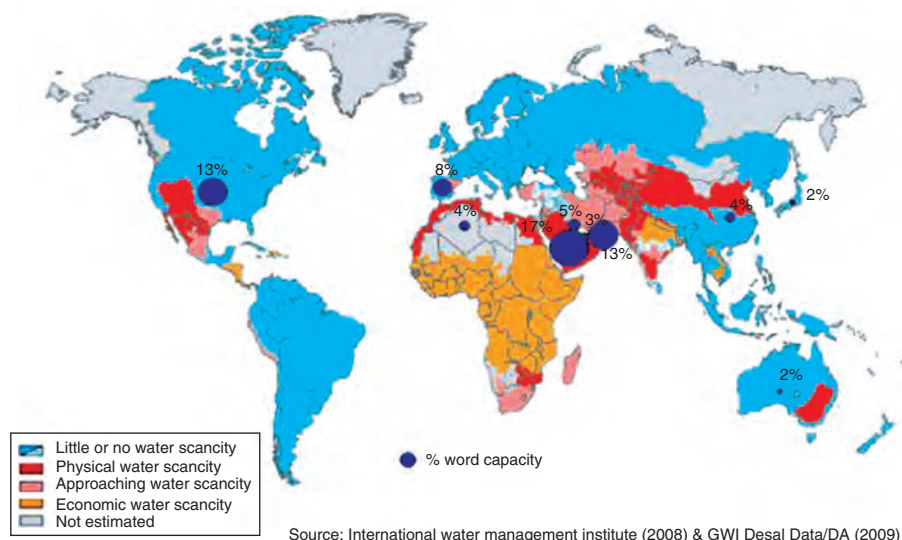 13%
8%
2%
4%
4%
5%
3%
17%
13%
2%
Little or no water scancity
Physical water scancity
Approaching water scancity
Economic water scancity
Not estimated
% word capacity
Source: International water management institute (2008) & GWI Desal Data/DA (2009)